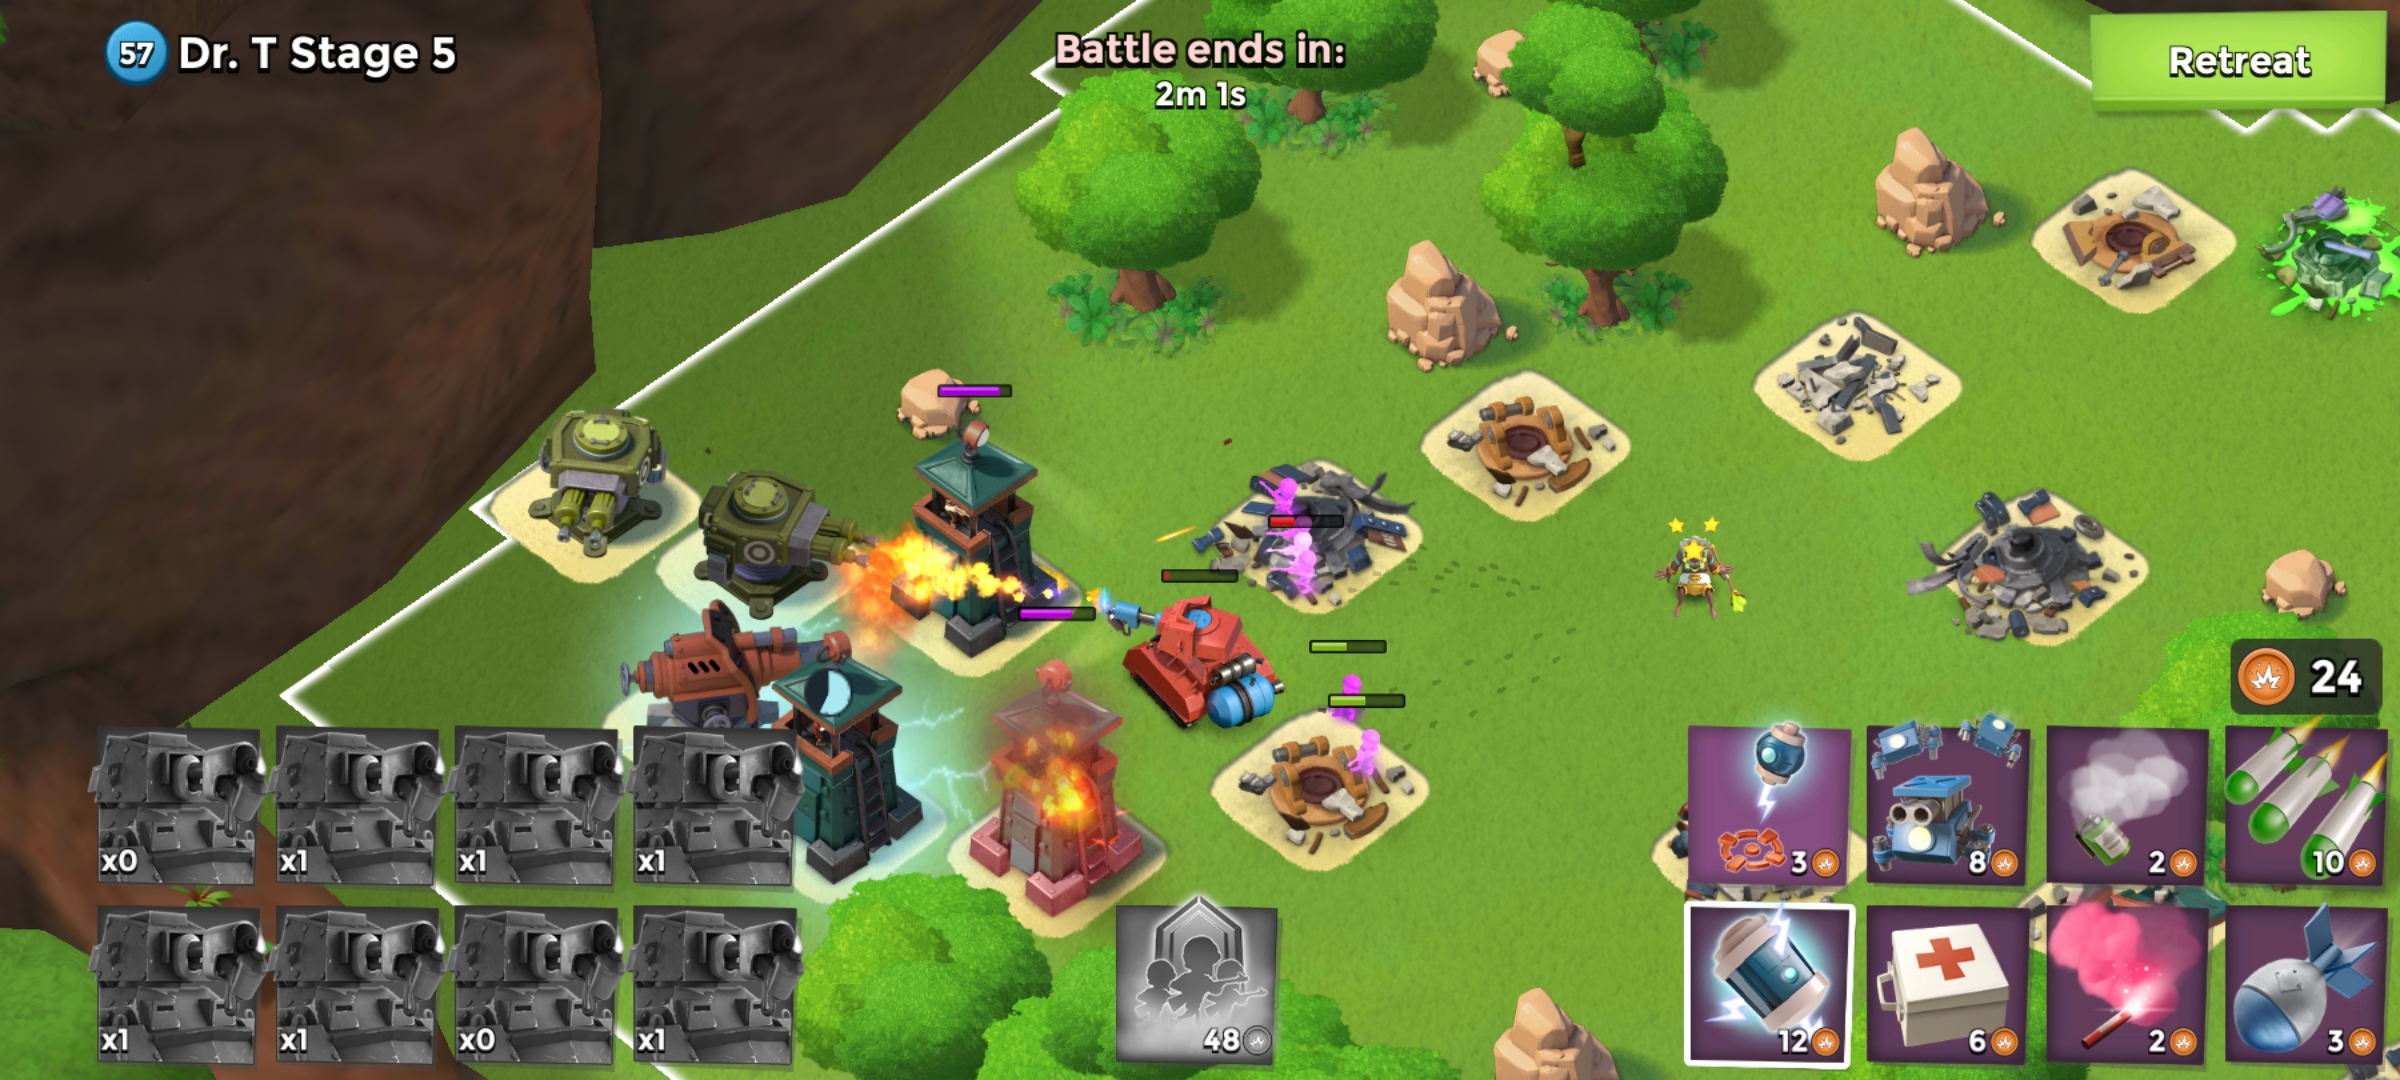 57 Dr. T Stage 5
Battle ends in:
2m 1s
Retreat
24
x0 x1 x1 x1
3 8 2 10
x1 x1 x0 x1
48
12 6 2 3